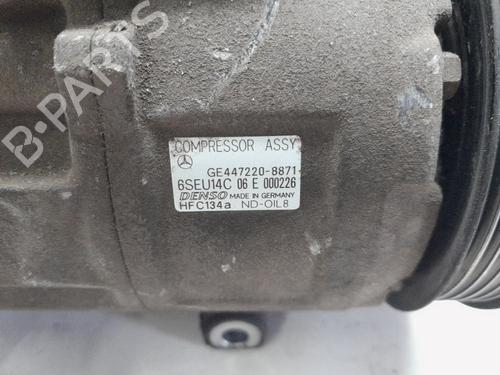 B-PARTS
COMPRESSOR ASSY
GE447220-8871
6SEU14C 06 E 000226
DENSO MADE IN GERMANY
HFC134a ND-OIL8